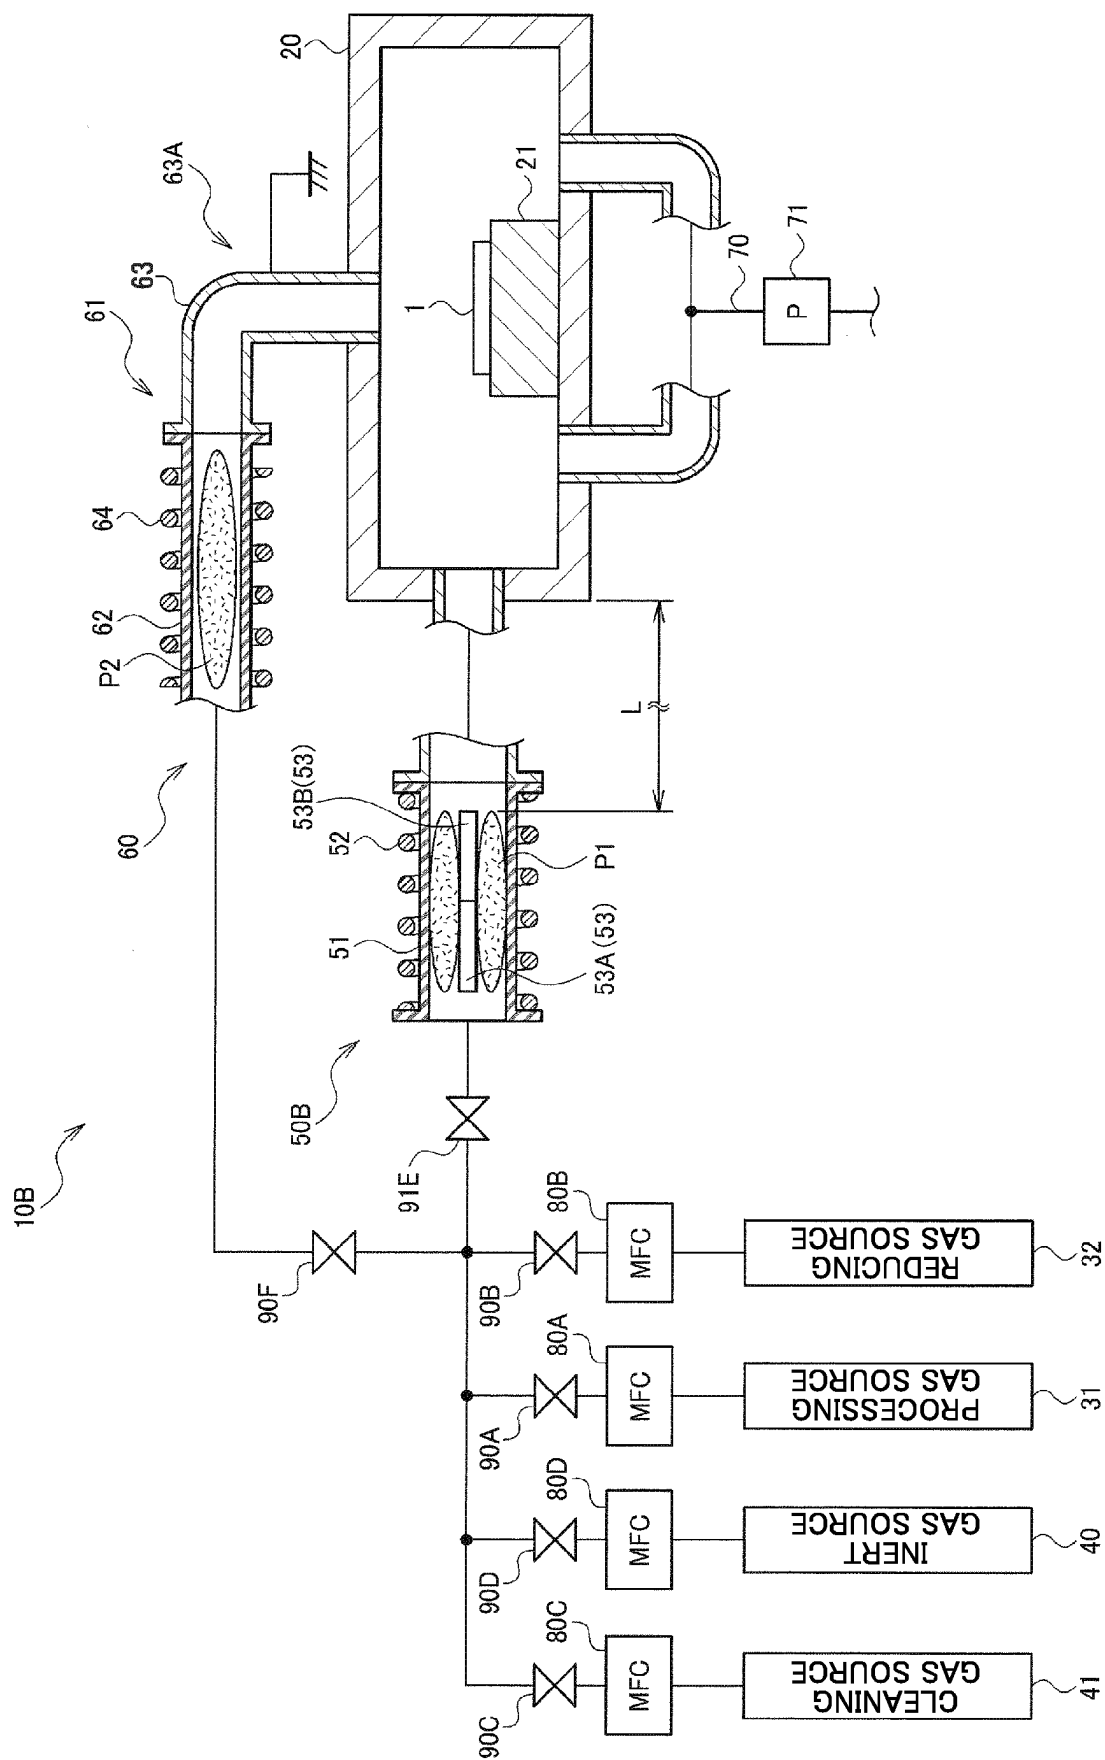 10B
60
61
63A
63
20
P2
62
64
50B
51
52
53B(53)
53A(53)
P1
L
1
21
70
71
P
90F
91E
90C
90D
90A
90B
80C
80D
80A
80B
MFC
MFC
MFC
MFC
CLEANING
GAS SOURCE
INERT
GAS SOURCE
PROCESSING
GAS SOURCE
REDUCING
GAS SOURCE
41
40
31
32